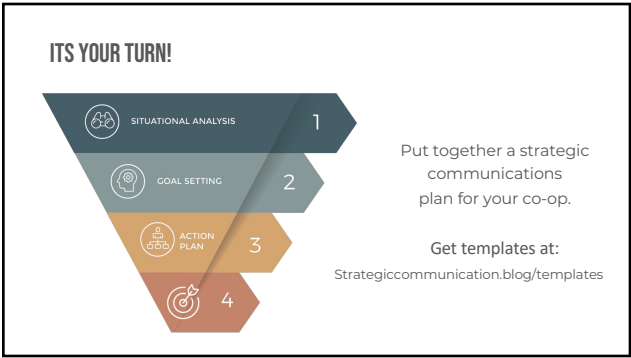 ITS YOUR TURN!
SITUATIONAL ANALYSIS
1
GOAL SETTING
2
ACTION
PLAN
3
4
Put together a strategic
communications
plan for your co-op.
Get templates at:
Strategiccommunication.blog/templates